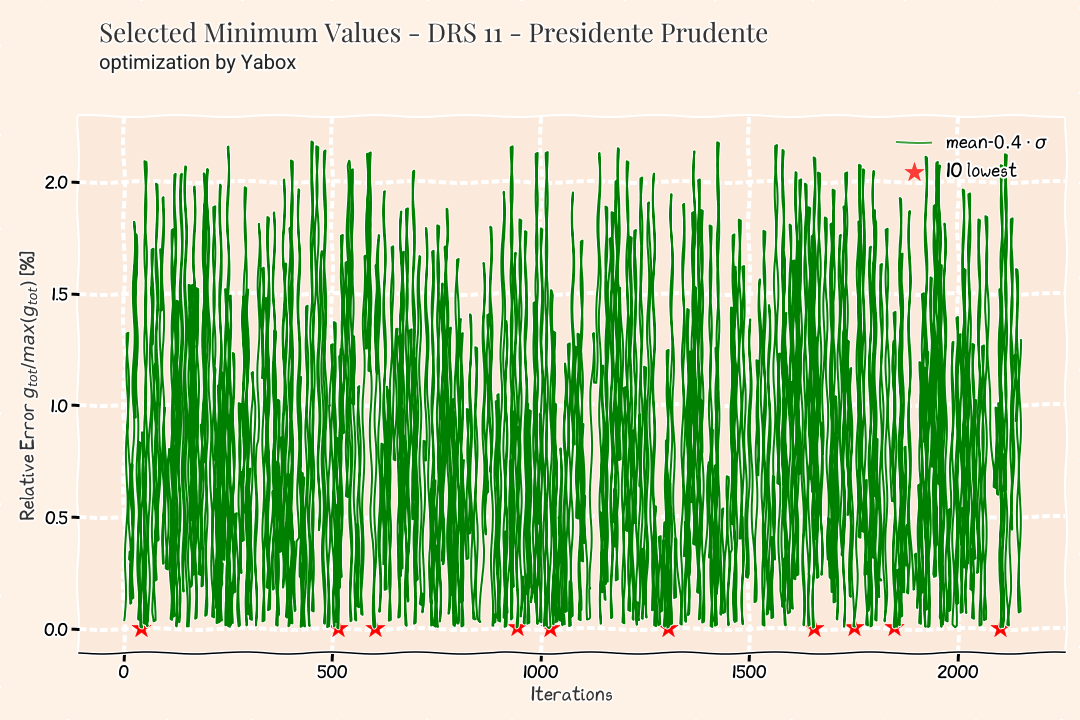 Selected Minimum Values - DRS 11 - Presidente Prudente
optimization by Yabox
mean-0.4 · σ
10 lowest
2.0
1.5
1.0
0.5
0.0
Relative Error g_tot/max(g_tot) [%]
0 500 1000 1500 2000
Iterations